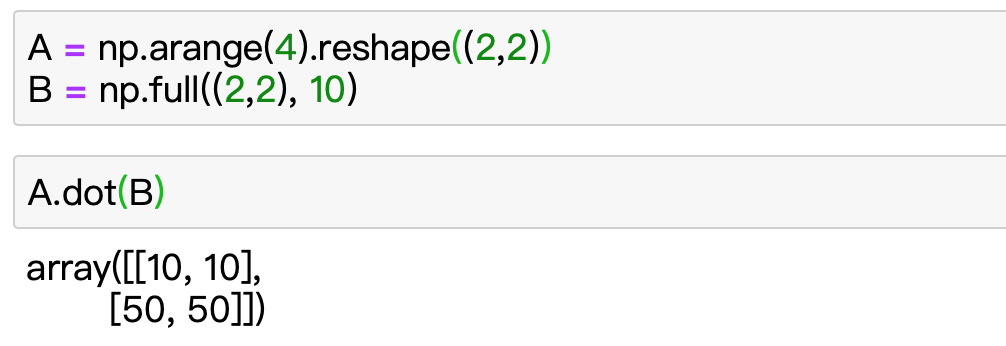 A = np.arange(4).reshape((2,2))
B = np.full((2,2), 10)
A.dot(B)
array([[10, 10],
[50, 50]])